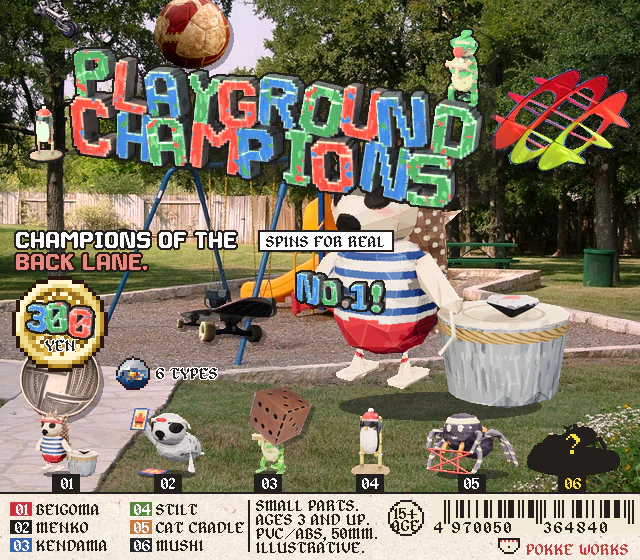 PLAYGROUND
CHAMPIONS
CHAMPIONS OF THE
BACK LANE.
SPINS FOR REAL
No.1!
300
YEN
6 TYPES
?
01
02
03
04
05
06
01 BEIGOMA
02 MENKO
03 KENDAMA
04 STILT
05 CAT CRADLE
06 MUSHI
SMALL PARTS.
AGES 3 AND UP.
PVC/ABS, 50MM.
ILLUSTRATIVE.
15+
AGE
4 970050 364840
POKKE WORKS